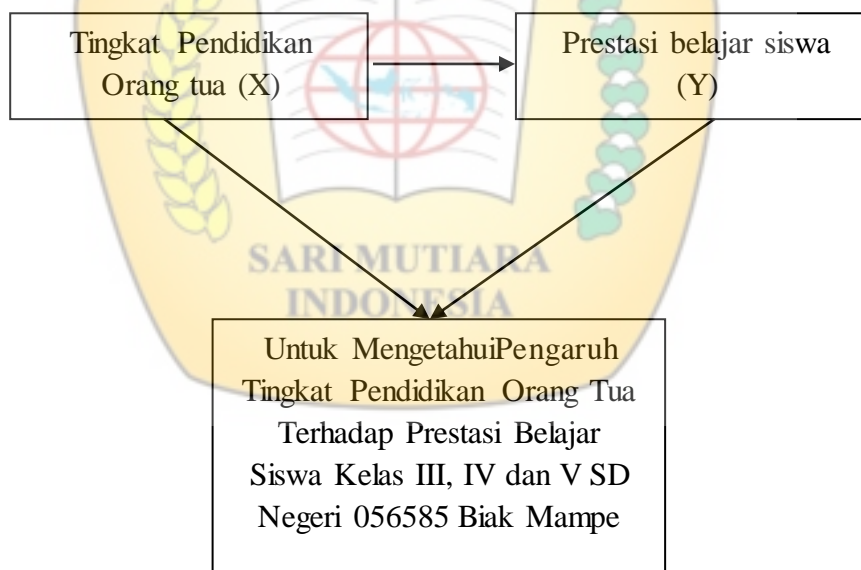 Tingkat Pendidikan
Orang tua (X)
Prestasi belajar siswa
(Y)
SARI MUTIARA
INDONESIA
Untuk MengetahuiPengaruh
Tingkat Pendidikan Orang Tua
Terhadap Prestasi Belajar
Siswa Kelas III, IV dan V SD
Negeri 056585 Biak Mampe